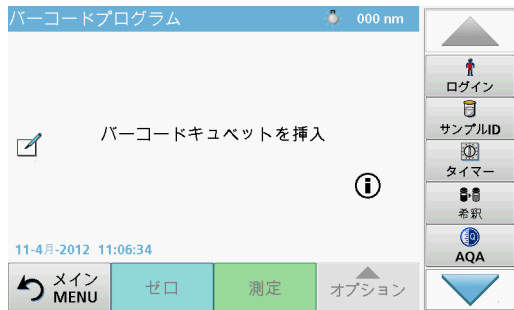 バーコードプログラム 000 nm
バーコードキュベットを挿入
11-4月-2012 11:06:34
メイン
MENU
ゼロ
測定
オプション
ログイン
サンプルID
タイマー
希釈
AQA